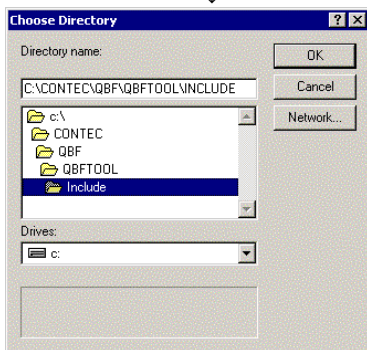 Choose Directory
? X
Directory name:
OK
C:\CONTEC\QBF\QBFTOOL\INCLUDE
Cancel
Network...
c:\
CONTEC
QBF
QBFTOOL
Include
Drives:
c: